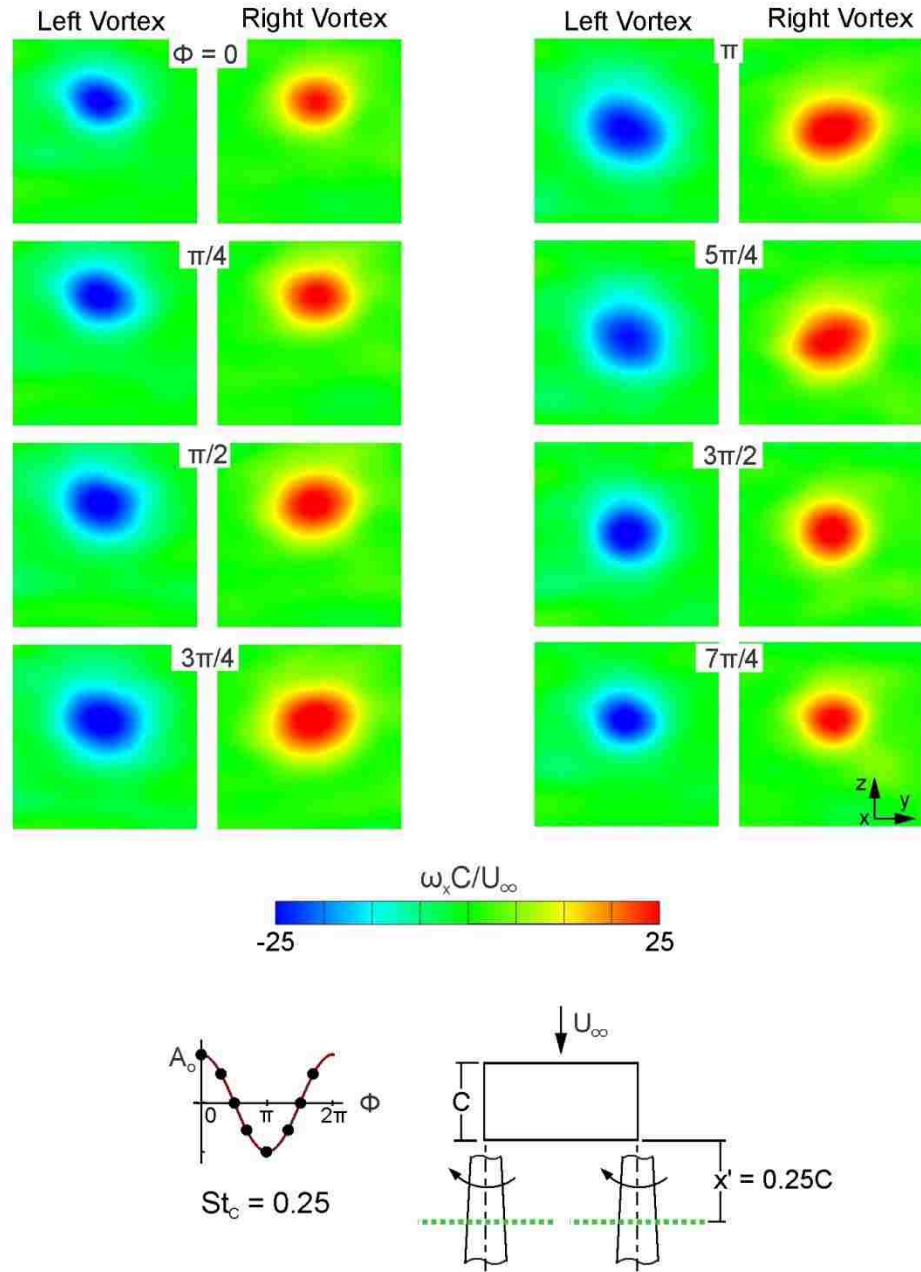 Left Vortex Right Vortex
Left Vortex Right Vortex
Φ = 0
π
π/4
5π/4
π/2
3π/2
3π/4
7π/4
z
y
x
ω_x C/U_∞
-25 25
U_∞
A_o
0 π 2π Φ
C
x' = 0.25C
St_C = 0.25